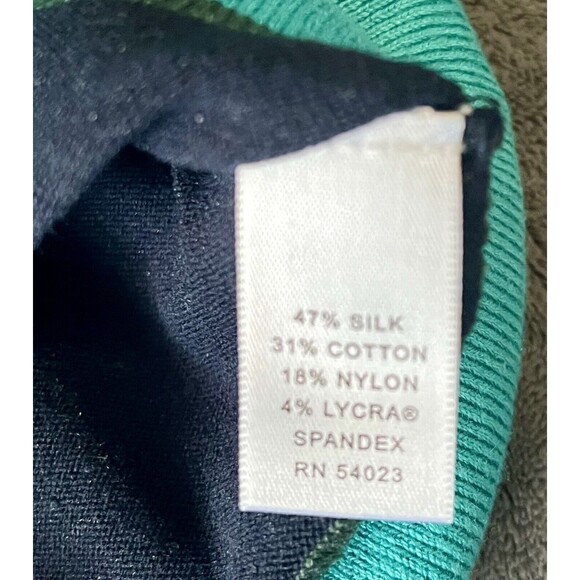 47% SILK
31% COTTON
18% NYLON
4% LYCRA®
SPANDEX
RN 54023